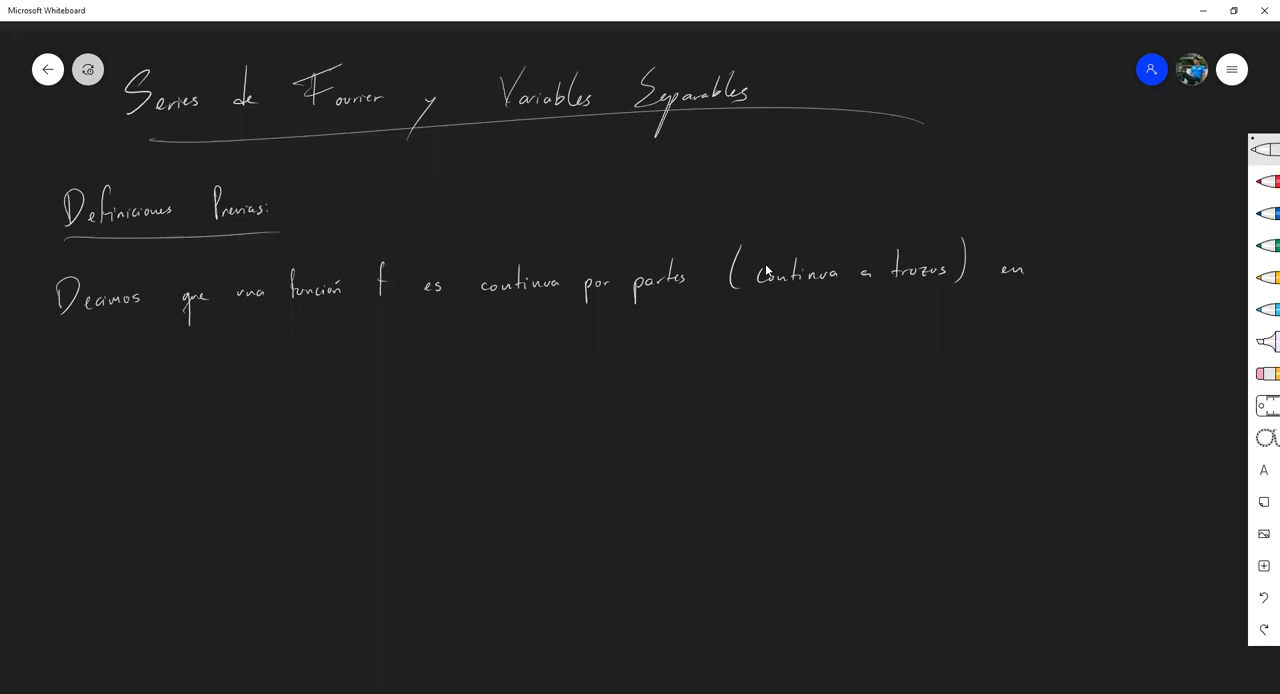 Microsoft Whiteboard
Series de Fourier y Variables Separables
Definiciones Previas:
Decimos que una función f es continua por partes (continua a trozos) en
A